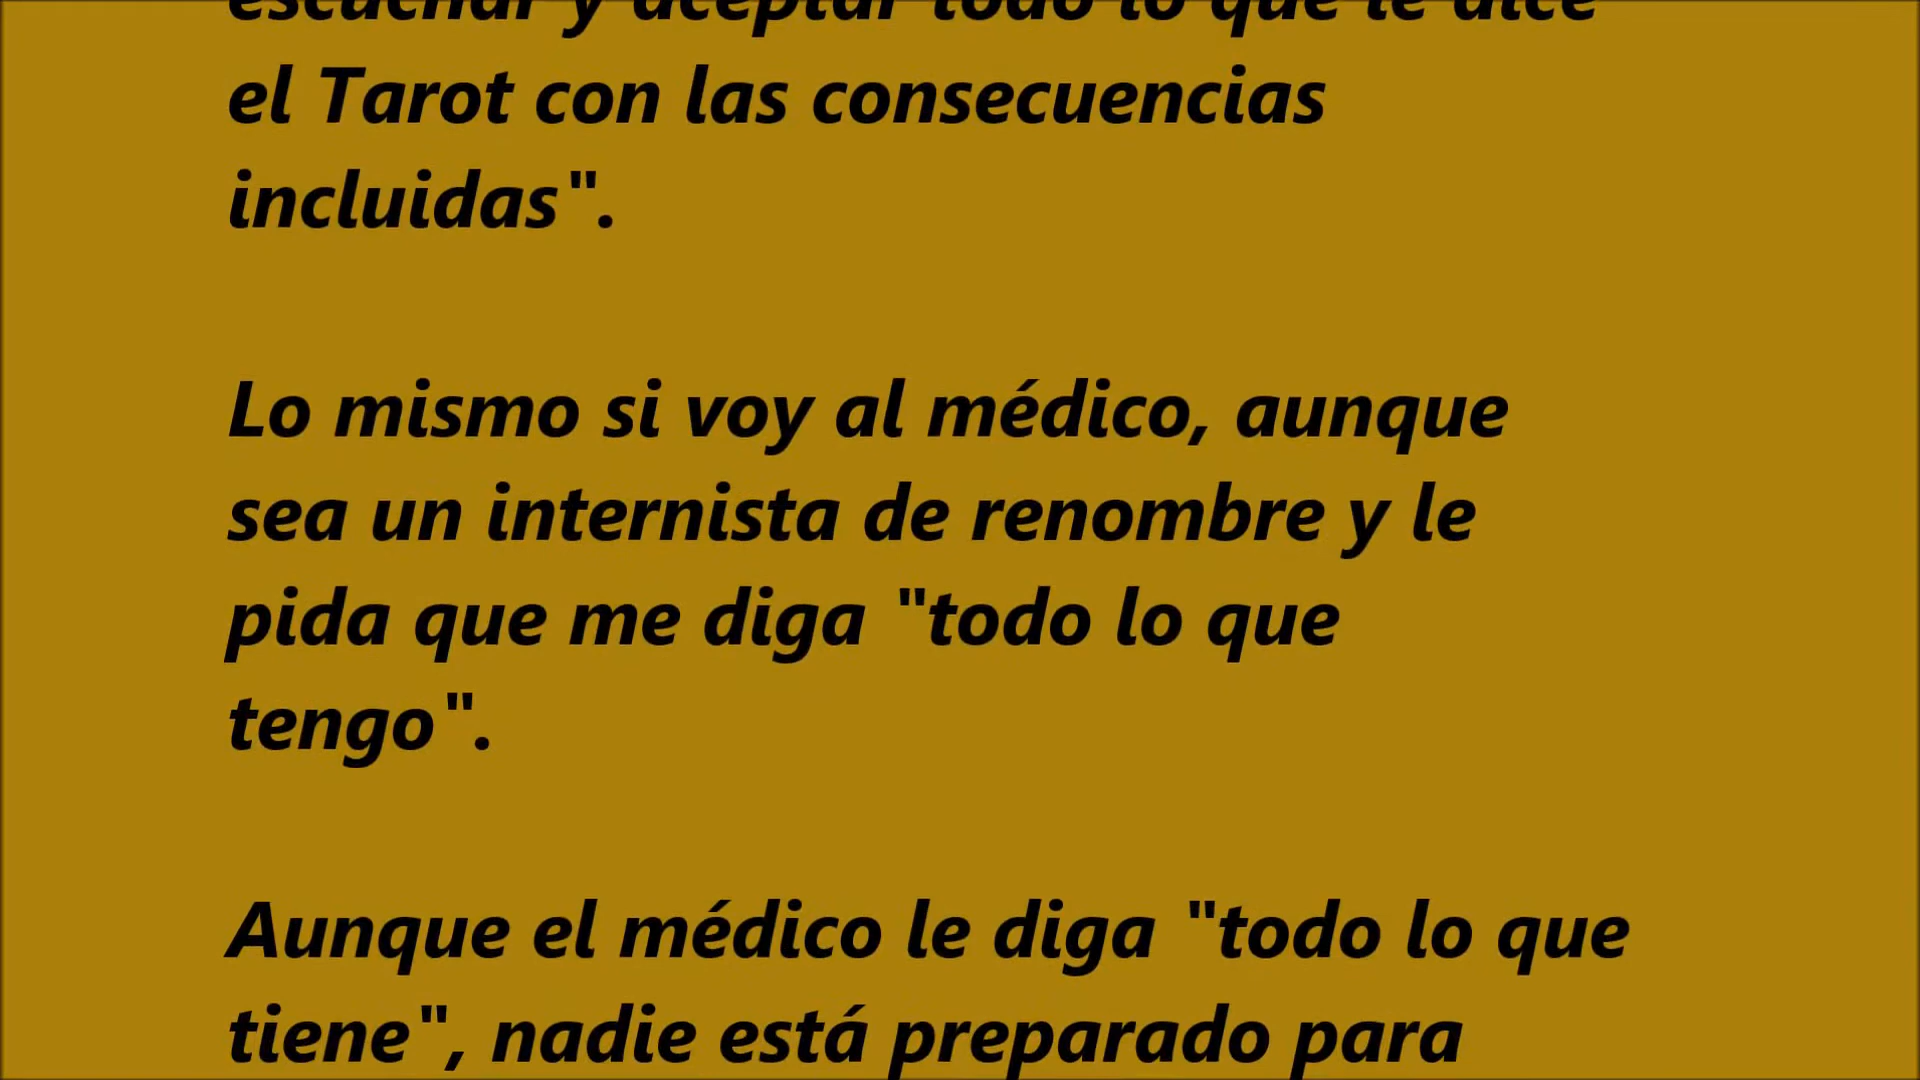 escuchar y aceptar todo lo que le dice
el Tarot con las consecuencias
incluidas".
Lo mismo si voy al médico, aunque
sea un internista de renombre y le
pida que me diga "todo lo que
tengo".
Aunque el médico le diga "todo lo que
tiene", nadie está preparado para